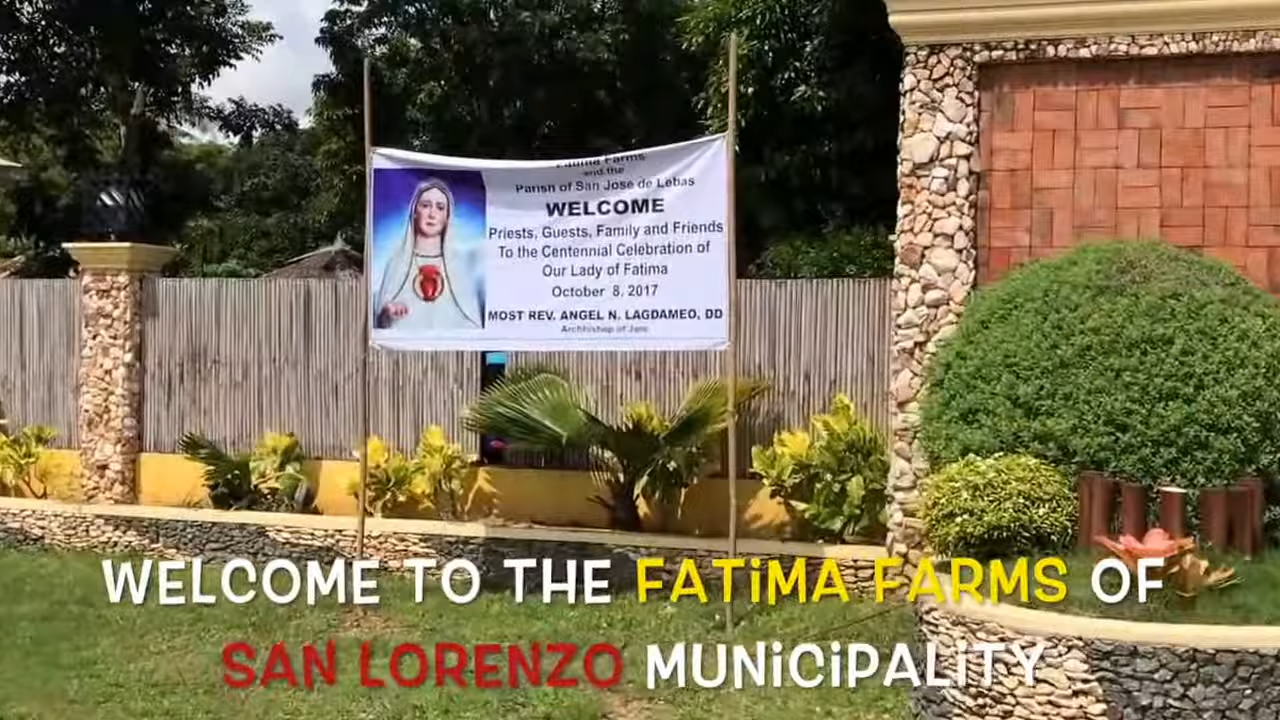 Fatima Farms
and the
Parish of San Jose de Lebas
WELCOME
Priests, Guests, Family and Friends
To the Centennial Celebration of
Our Lady of Fatima
October 8, 2017
MOST REV. ANGEL N. LAGDAMEO, DD
Archbishop of Jaro
WELCOME TO THE FATiMA FARMS OF
SAN LORENZO MUNiCiPALiTY